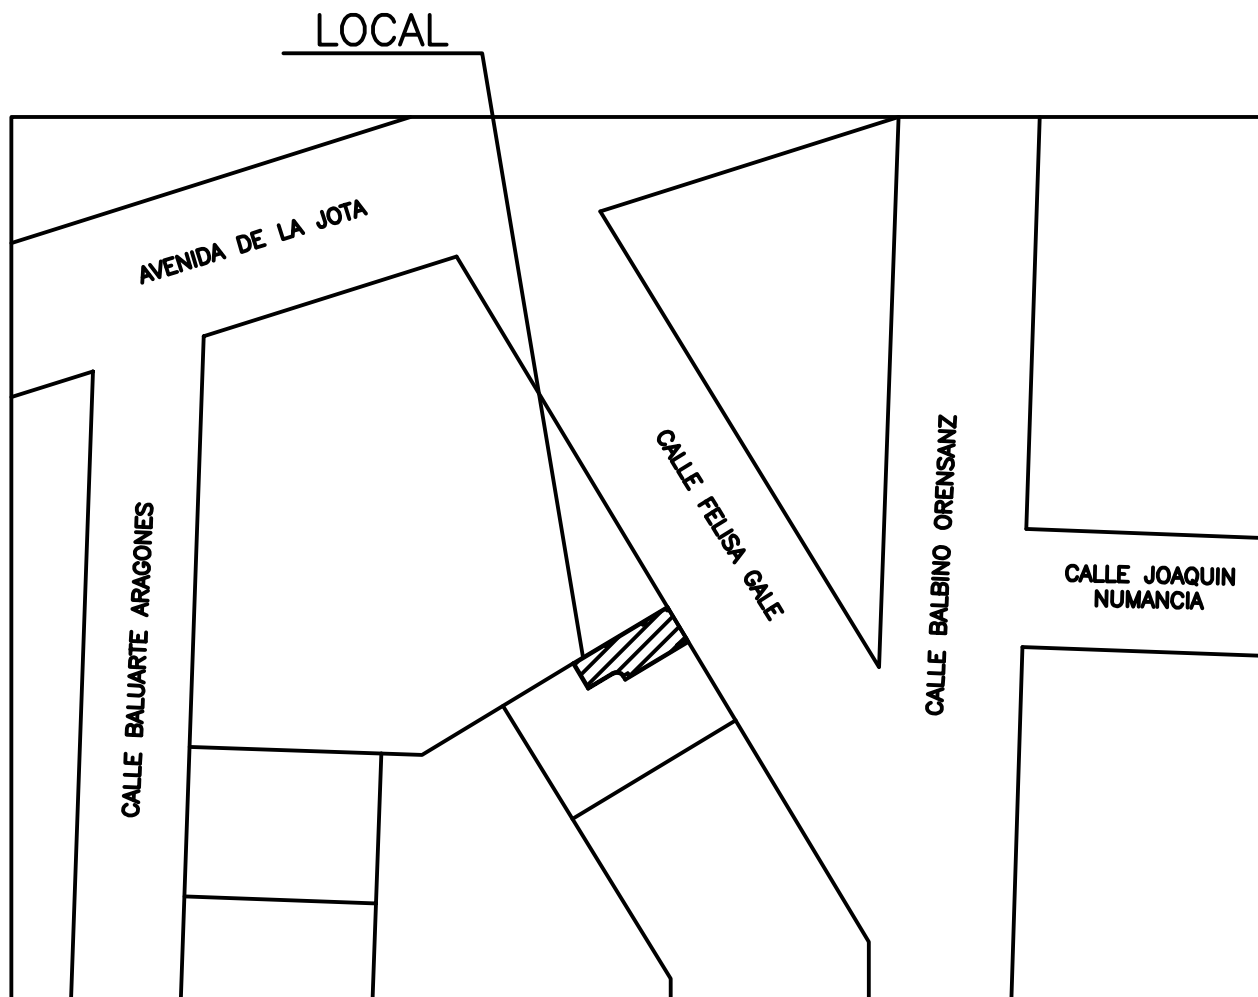 LOCAL
AVENIDA DE LA JOTA
CALLE FELISA GALE
CALLE BALBINO ORENSANZ
CALLE BALUARTE ARAGONES
CALLE JOAQUIN
NUMANCIA